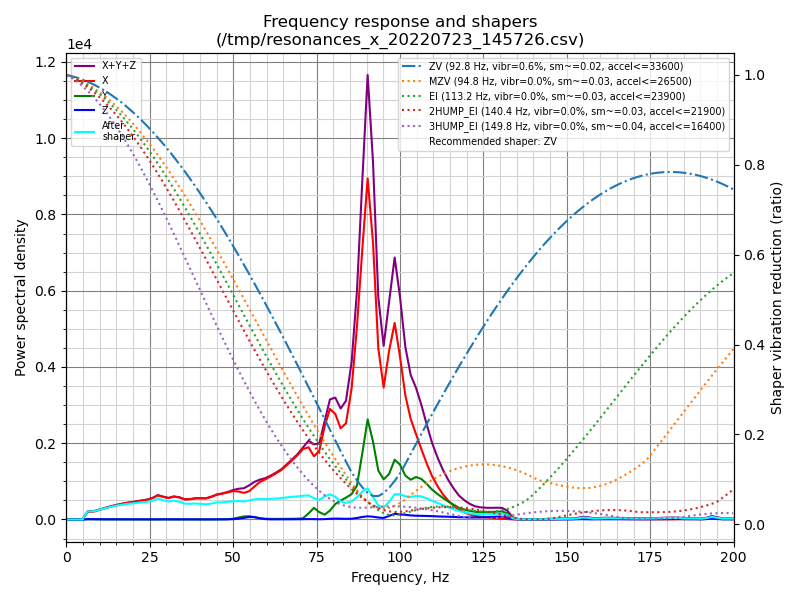 Frequency response and shapers
(/tmp/resonances_x_20220723_145726.csv)
1e4
X+Y+Z
X
Y
Z
After
shaper
ZV (92.8 Hz, vibr=0.6%, sm~=0.02, accel<=33600)
MZV (94.8 Hz, vibr=0.0%, sm~=0.03, accel<=26500)
EI (113.2 Hz, vibr=0.0%, sm~=0.03, accel<=23900)
2HUMP_EI (140.4 Hz, vibr=0.0%, sm~=0.03, accel<=21900)
3HUMP_EI (149.8 Hz, vibr=0.0%, sm~=0.04, accel<=16400)
Recommended shaper: ZV
Power spectral density
1.2
1.0
0.8
0.6
0.4
0.2
0.0
1.0
0.8
0.6
0.4
0.2
0.0
Shaper vibration reduction (ratio)
0 25 50 75 100 125 150 175 200
Frequency, Hz